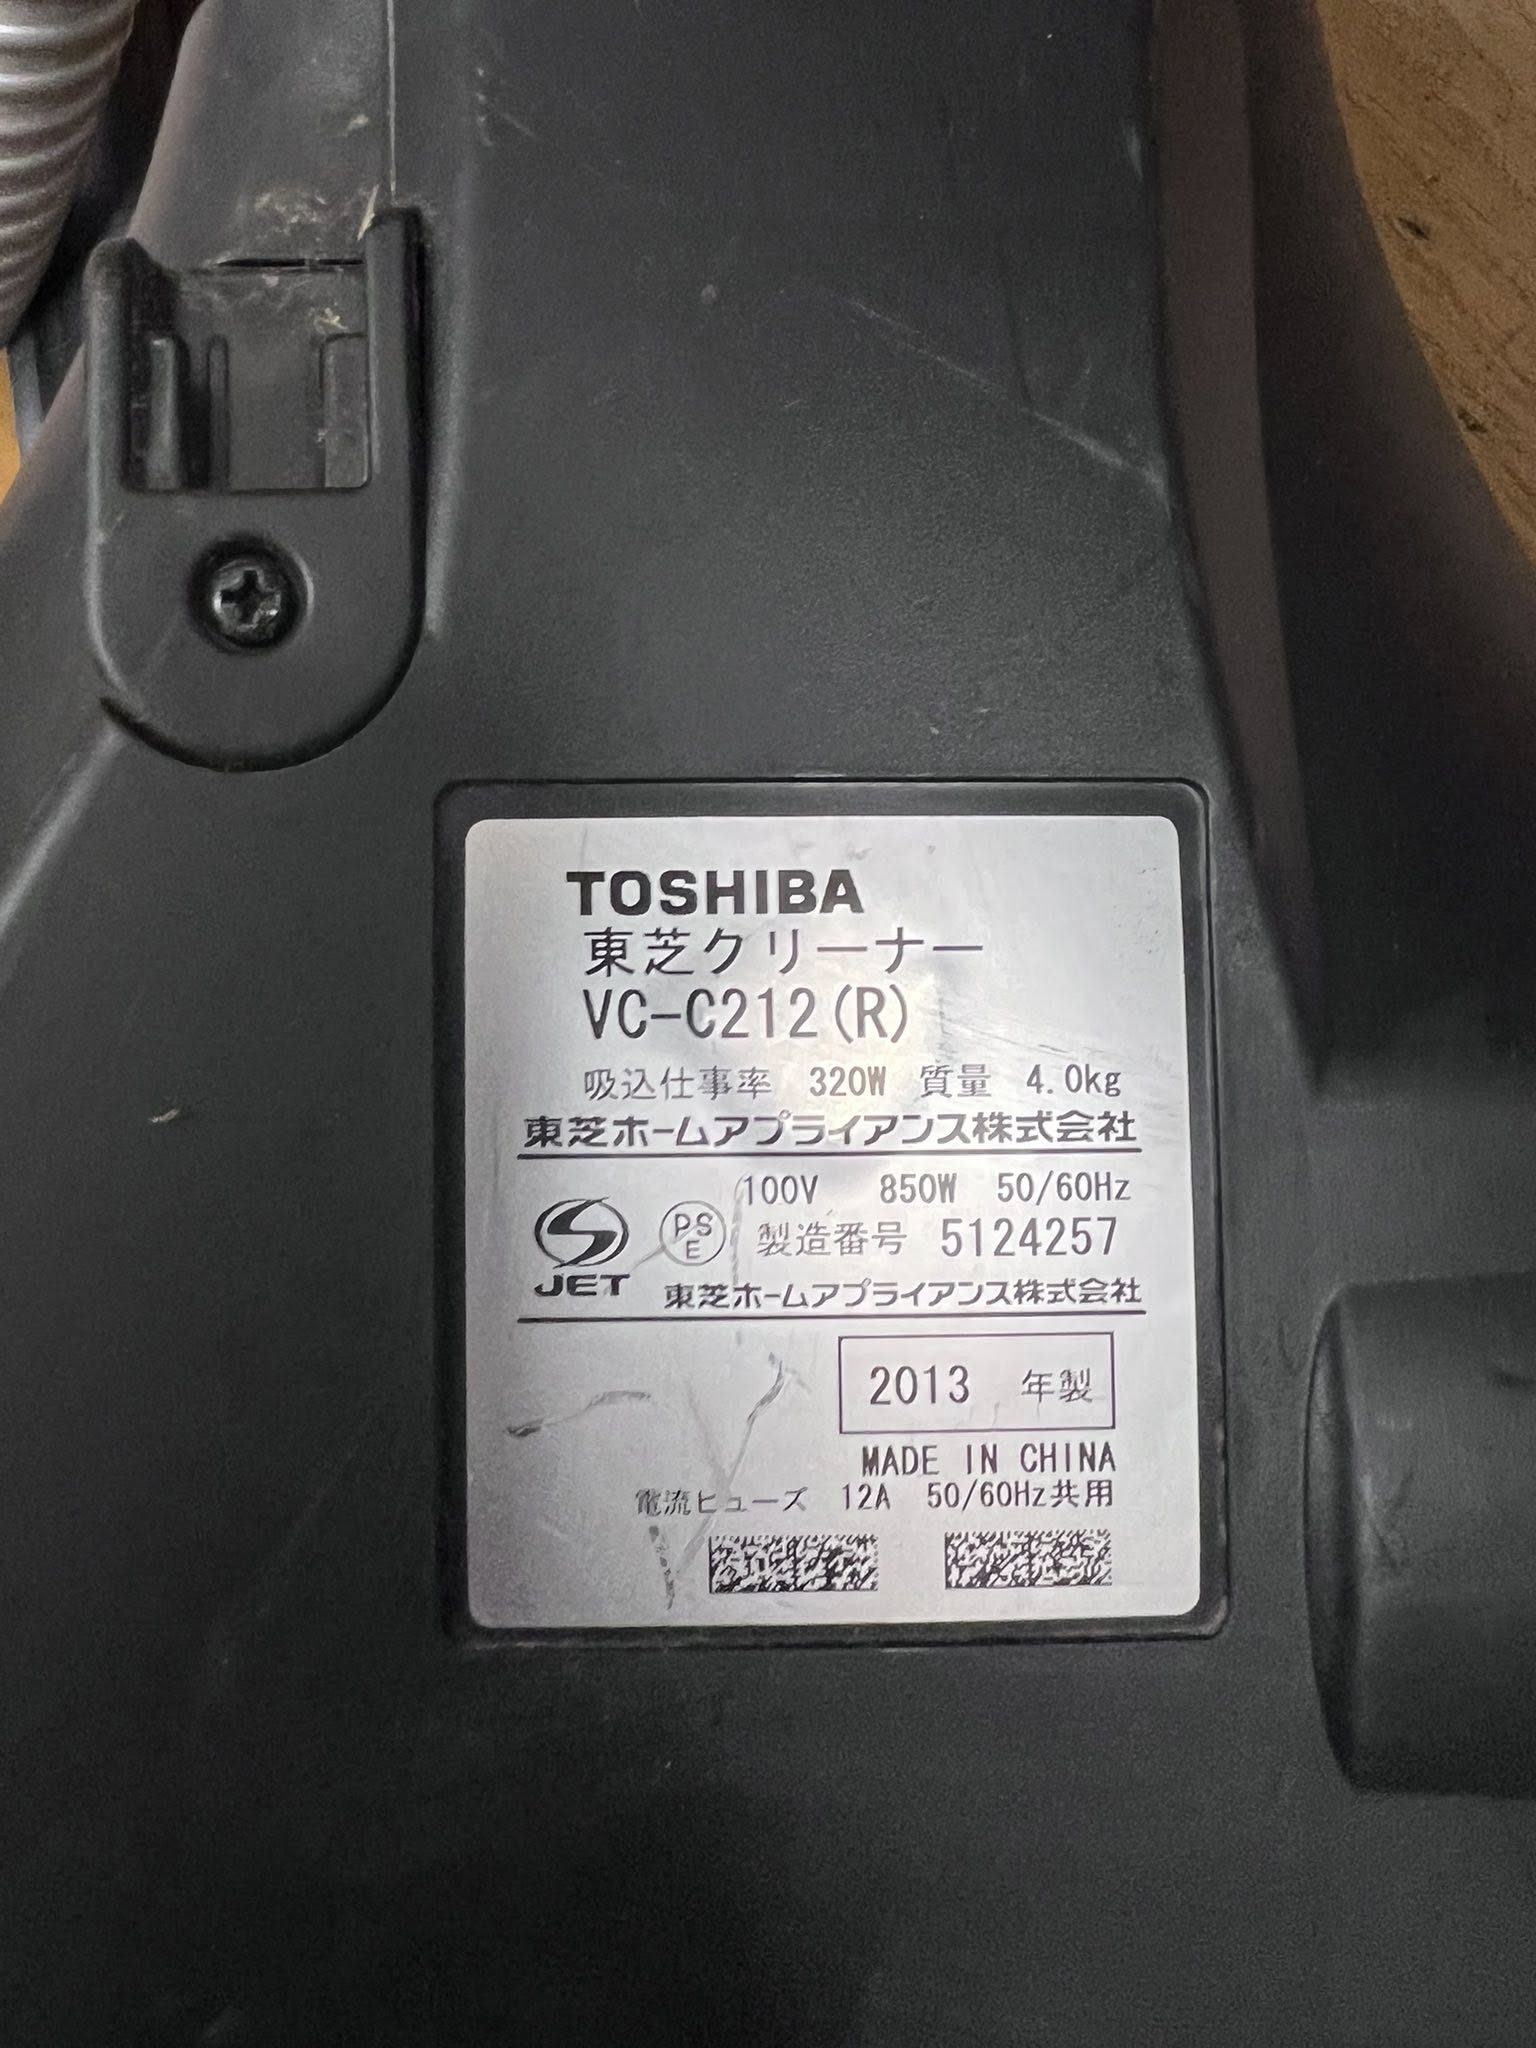 TOSHIBA
東芝クリーナー
VC-C212(R)
吸込仕事率 320W 質量 4.0kg
東芝ホームアプライアンス株式会社
100V 850W 50/60Hz
JET PSE 製造番号 5124257
東芝ホームアプライアンス株式会社
2013 年製
MADE IN CHINA
電流ヒューズ 12A 50/60Hz共用